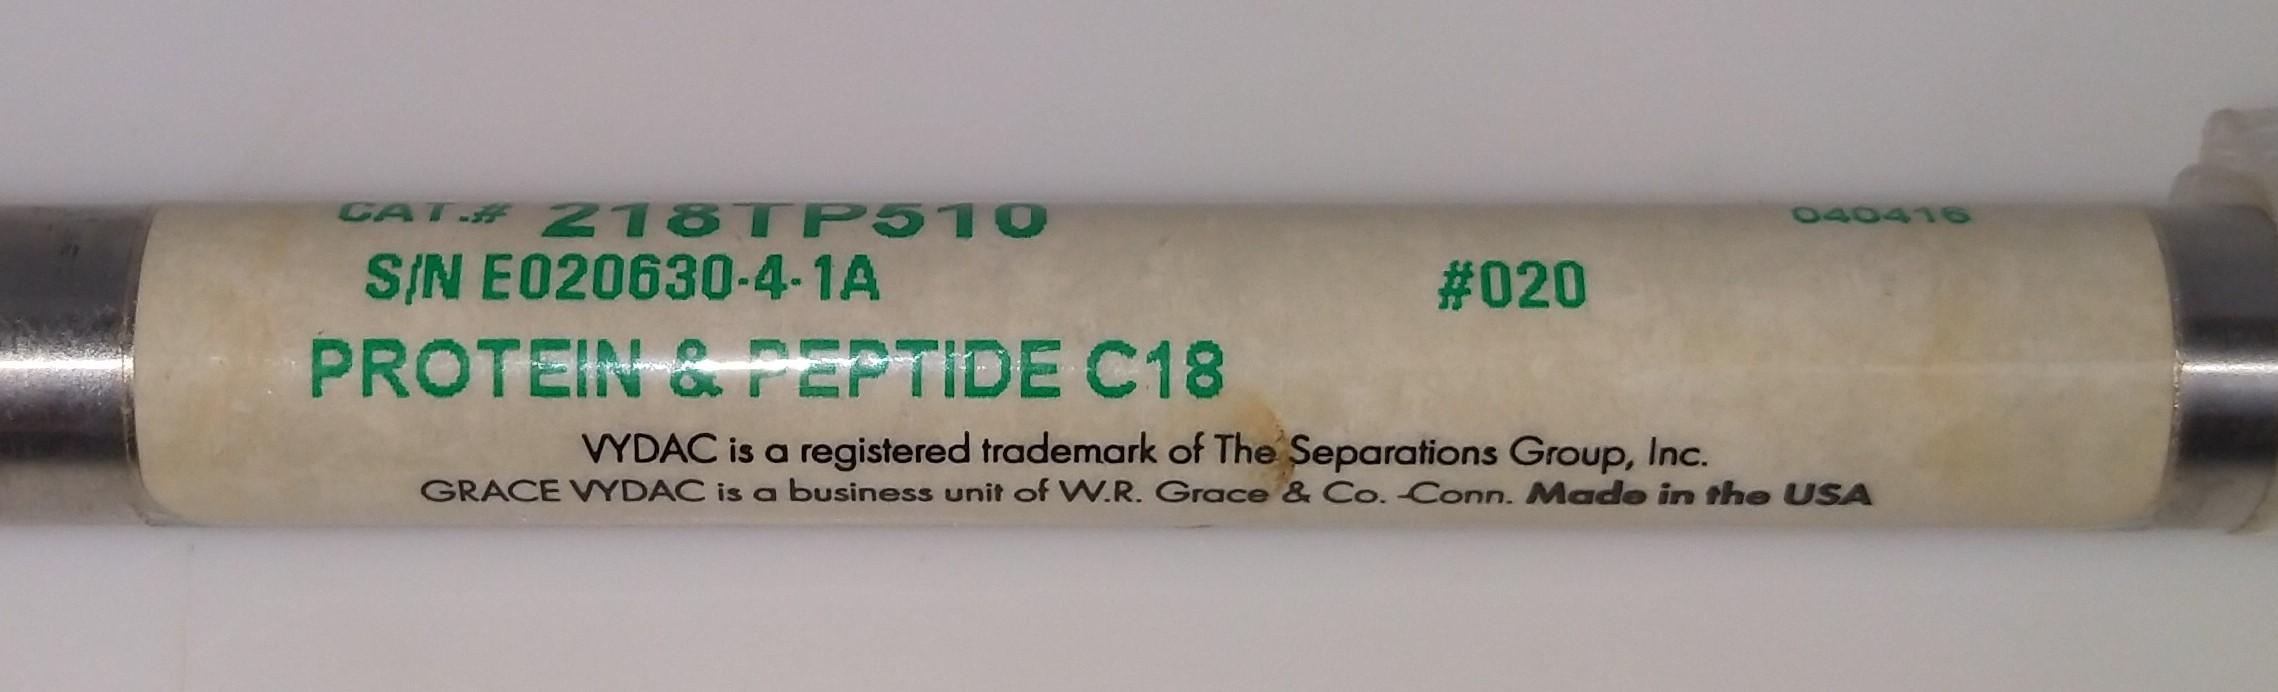 CAT.# 218TP510 040416
S/N E020630-4-1A #020
PROTEIN & PEPTIDE C18
VYDAC is a registered trademark of The Separations Group, Inc.
GRACE VYDAC is a business unit of W.R. Grace & Co. -Conn. Made in the USA